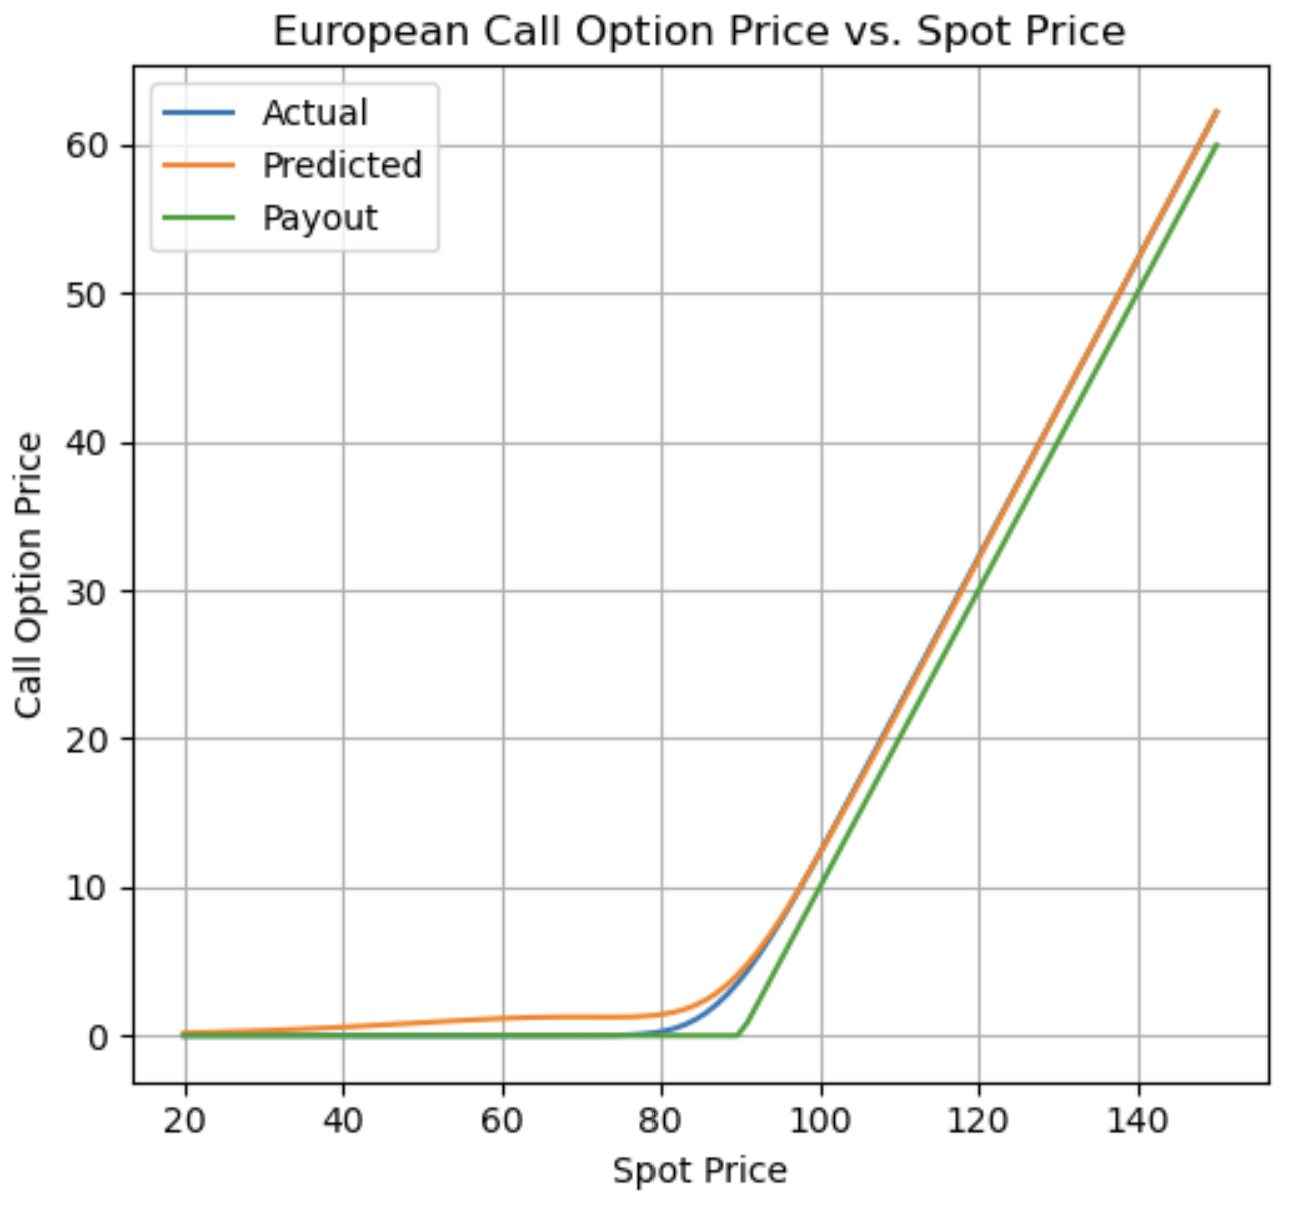 European Call Option Price vs. Spot Price
Actual
Predicted
Payout
Call Option Price
60
50
40
30
20
10
0
20 40 60 80 100 120 140
Spot Price